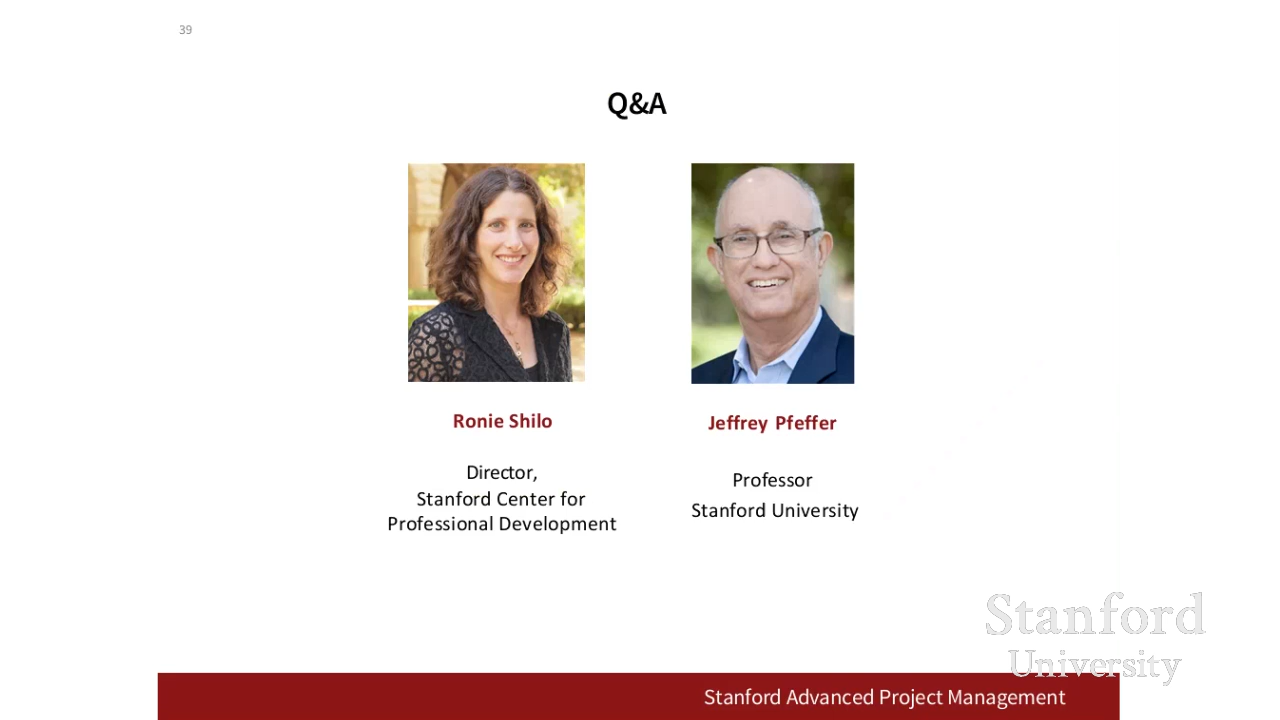 39
Q&A
Ronie Shilo
Jeffrey Pfeffer
Director,
Stanford Center for
Professional Development
Professor
Stanford University
Stanford
University
Stanford Advanced Project Management